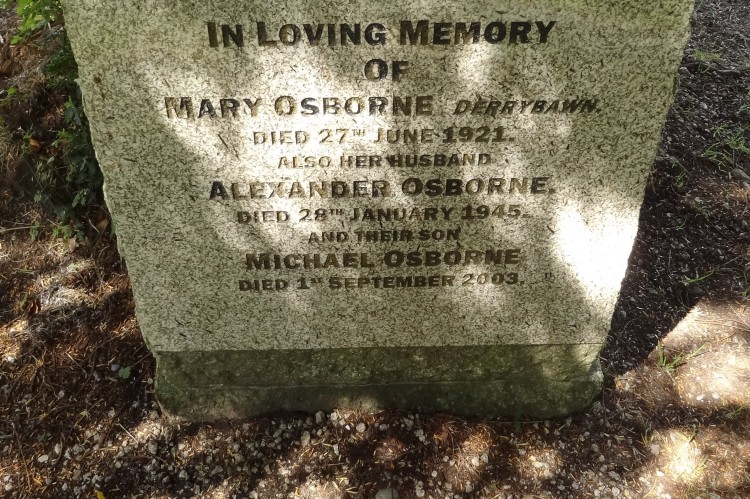 IN LOVING MEMORY
OF
MARY OSBORNE DERRYBAWN.
DIED 27TH JUNE 1921.
ALSO HER HUSBAND
ALEXANDER OSBORNE.
DIED 28TH JANUARY 1945.
AND THEIR SON
MICHAEL OSBORNE
DIED 1ST SEPTEMBER 2003.